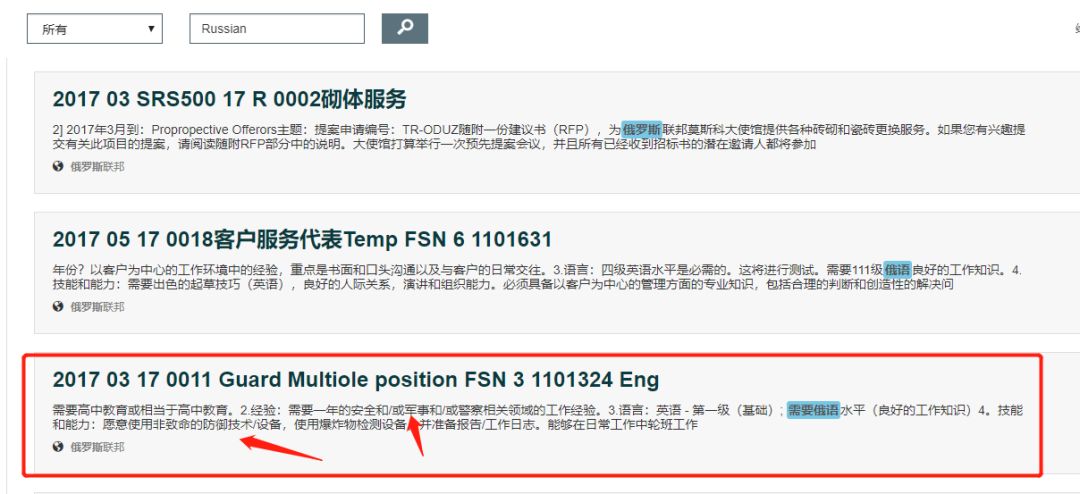 所有
Russian
2017 03 SRS500 17 R 0002砌体服务
2] 2017年3月到：Propropective Offerors主题：提案申请编号：TR-ODUZ随附一份建议书（RFP），为俄罗斯联邦莫斯科大使馆提供各种砖砌和瓷砖更换服务。如果您有兴趣提
交有关此项目的提案，请阅读随附RFP部分中的说明。大使馆打算举行一次预先提案会议，并且所有已经收到招标书的潜在邀请人都将参加
俄罗斯联邦
2017 05 17 0018客户服务代表Temp FSN 6 1101631
年份？以客户为中心的工作环境中的经验，重点是书面和口头沟通以及与客户的日常交往。3.语言：四级英语水平是必需的。这将进行测试。需要111级俄语良好的工作知识。4.
技能和能力：需要出色的起草技巧（英语），良好的人际关系，演讲和组织能力。必须具备以客户为中心的管理方面的专业知识，包括合理的判断和创造性的解决问
俄罗斯联邦
2017 03 17 0011 Guard Multiole position FSN 3 1101324 Eng
需要高中教育或相当于高中教育。2.经验：需要一年的安全和/或军事和/或警察相关领域的工作经验。3.语言：英语 - 第一级（基础）; 需要俄语水平（良好的工作知识）4。技能
和能力：愿意使用非致命的防御技术/设备，使用爆炸物检测设备 并准备报告/工作日志。能够在日常工作中轮班工作
俄罗斯联邦